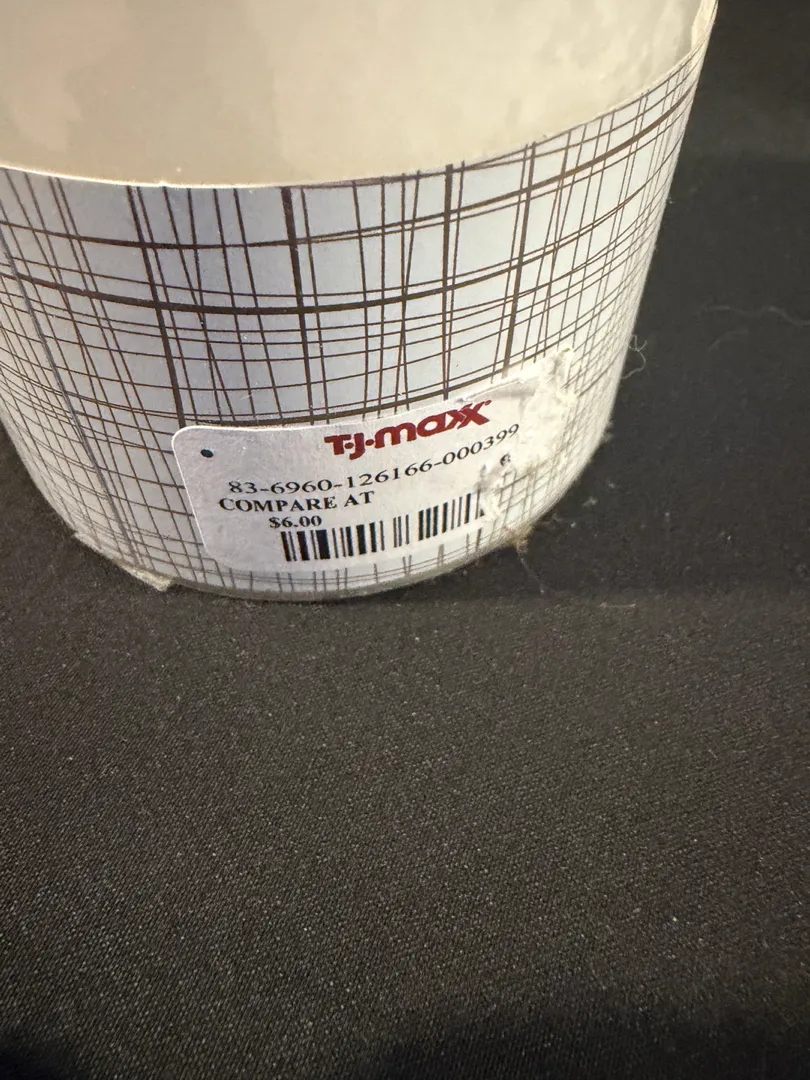 T·J·maxx
83-6960-126166-000399
COMPARE AT
$6.00